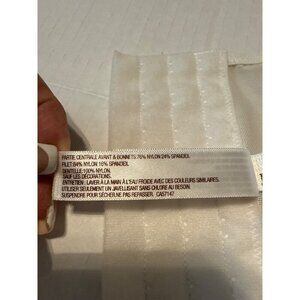 PARTIE CENTRALE AVANT & BONNETS:76% NYLON 24% SPANDEX.
FILET:84% NYLON 16% SPANDEX.
DENTELLE:100% NYLON.
SAUF LES DÉCORATIONS.
ENTRETIEN : LAVER À LA MAIN À L'EAU FROIDE AVEC DES COULEURS SIMILAIRES.
UTILISER SEULEMENT UN JAVELLISANT SANS CHLORE AU BESOIN.
SUSPENDRE POUR SÉCHER.NE PAS REPASSER. CA57147